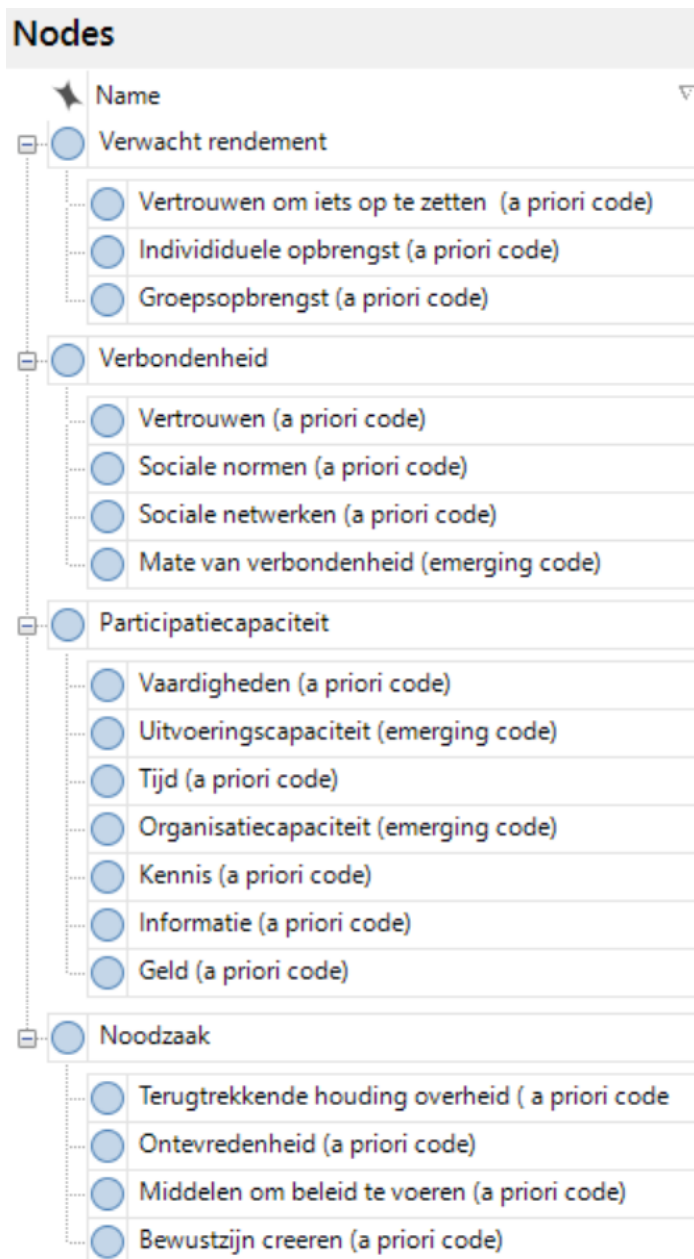 Nodes
Name
Verwacht rendement
Vertrouwen om iets op te zetten (a priori code)
Individiduele opbrengst (a priori code)
Groepsopbrengst (a priori code)
Verbondenheid
Vertrouwen (a priori code)
Sociale normen (a priori code)
Sociale netwerken (a priori code)
Mate van verbondenheid (emerging code)
Participatiecapaciteit
Vaardigheden (a priori code)
Uitvoeringscapaciteit (emerging code)
Tijd (a priori code)
Organisatiecapaciteit (emerging code)
Kennis (a priori code)
Informatie (a priori code)
Geld (a priori code)
Noodzaak
Terugtrekkende houding overheid ( a priori code
Ontevredenheid (a priori code)
Middelen om beleid te voeren (a priori code)
Bewustzijn creeren (a priori code)